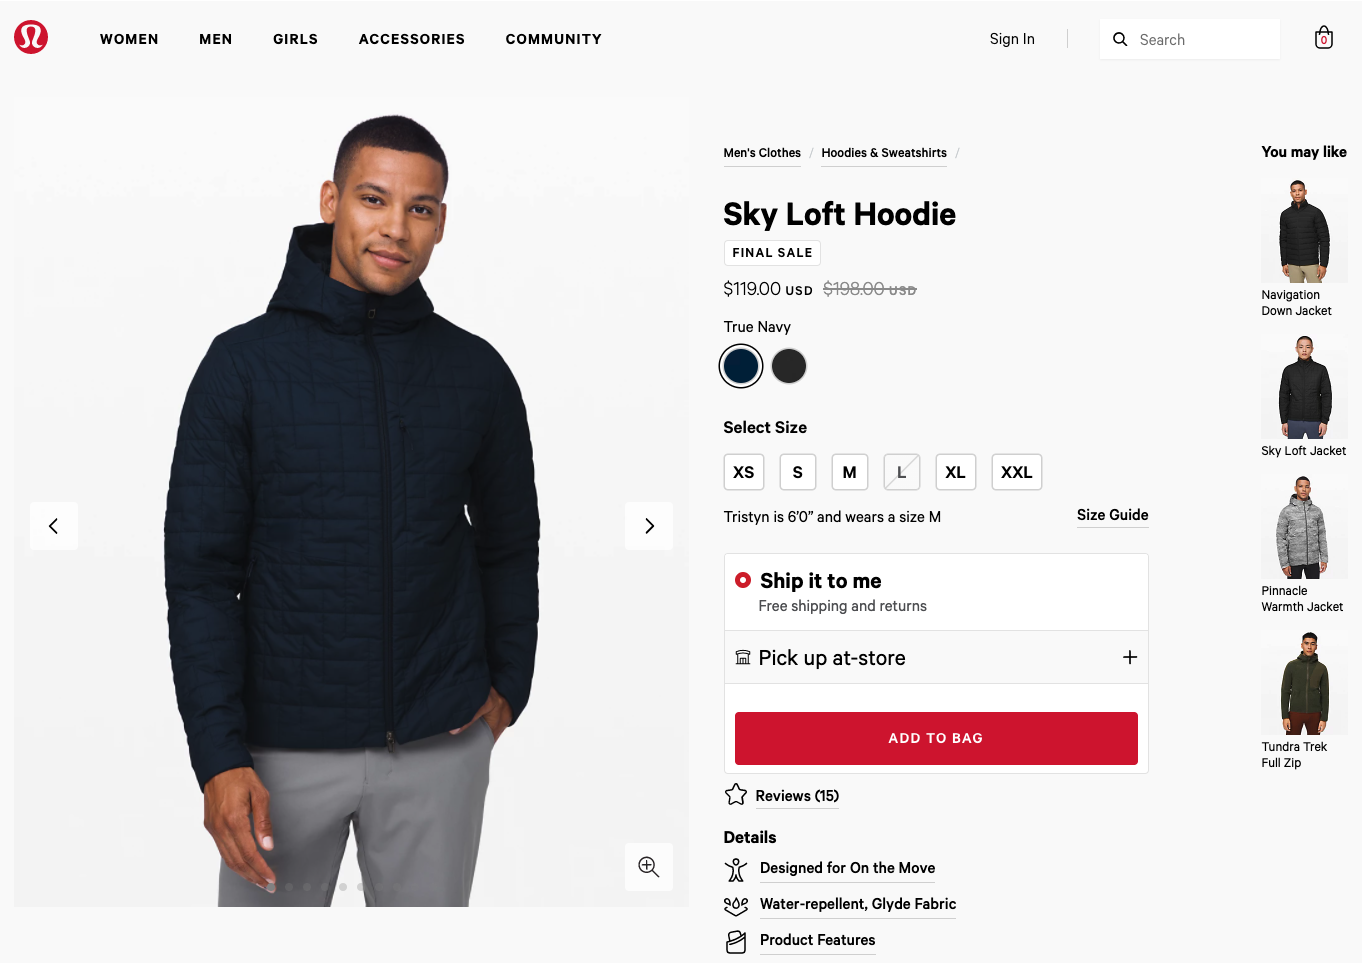 WOMEN MEN GIRLS ACCESSORIES COMMUNITY
Sign In
Search
0
Men's Clothes / Hoodies & Sweatshirts /
Sky Loft Hoodie
FINAL SALE
$119.00 USD $198.00 USD
True Navy
Select Size
XS S M L XL XXL
Tristyn is 6'0” and wears a size M
Size Guide
Ship it to me
Free shipping and returns
Pick up at-store
ADD TO BAG
Reviews (15)
Details
Designed for On the Move
Water-repellent, Glyde Fabric
Product Features
You may like
Navigation
Down Jacket
Sky Loft Jacket
Pinnacle
Warmth Jacket
Tundra Trek
Full Zip